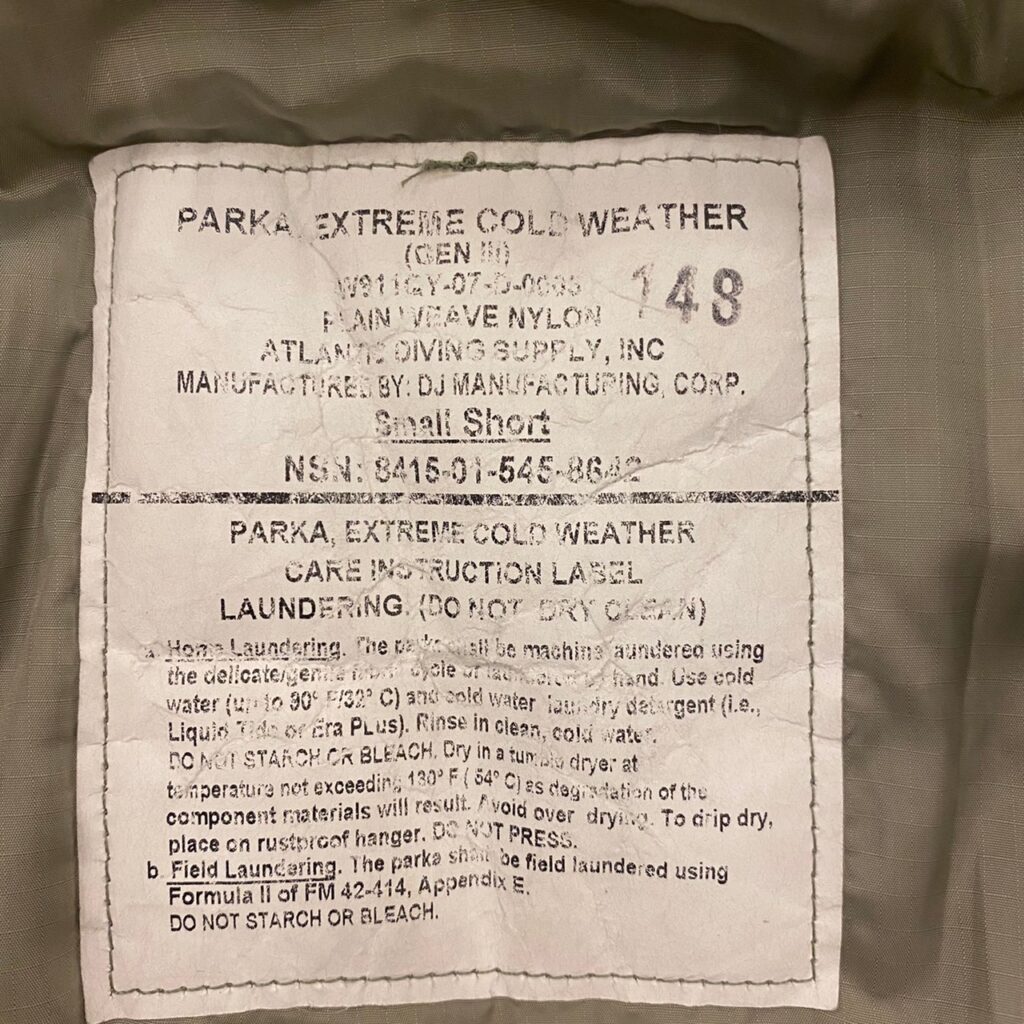 PARKA, EXTREME COLD WEATHER
(GEN III)
W911QY-07-D-0005
148
PLAIN WEAVE NYLON
ATLANTIC DIVING SUPPLY, INC
MANUFACTURED BY: DJ MANUFACTURING, CORP.
Small Short
NSN: 8415-01-545-8642
PARKA, EXTREME COLD WEATHER
CARE INSTRUCTION LABEL
LAUNDERING. (DO NOT DRY CLEAN)
a. Home Laundering. The parka shall be machine laundered using
the delicate/gentle cycle or laundered by hand. Use cold
water (up to 90° F/32° C) and cold water laundry detergent (i.e.,
Liquid Tide or Era Plus). Rinse in clean, cold water.
DO NOT STARCH OR BLEACH. Dry in a tumble dryer at
temperature not exceeding 130° F ( 54° C) as degradation of the
component materials will result. Avoid over drying. To drip dry,
place on rustproof hanger. DO NOT PRESS.
b. Field Laundering. The parka shall be field laundered using
Formula II of FM 42-414, Appendix E.
DO NOT STARCH OR BLEACH.